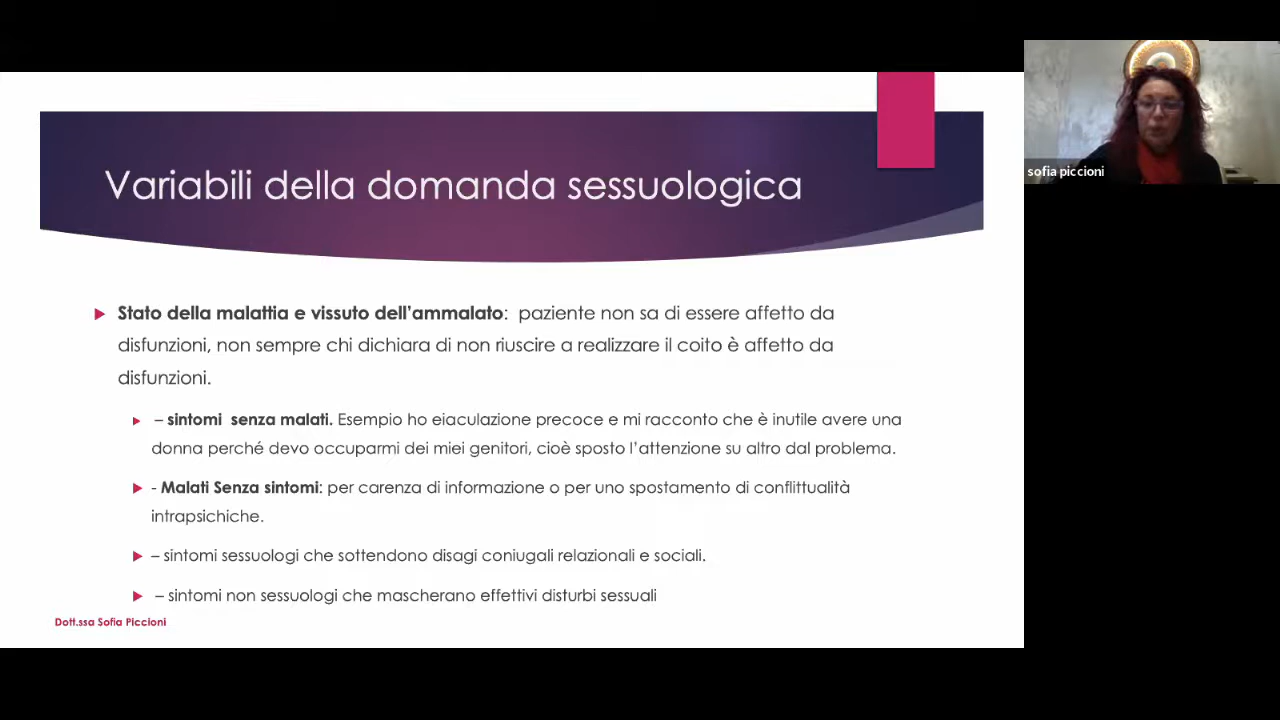 Variabili della domanda sessuologica
Stato della malattia e vissuto dell'ammalato: paziente non sa di essere affetto da
disfunzioni, non sempre chi dichiara di non riuscire a realizzare il coito è affetto da
disfunzioni.
– sintomi senza malati. Esempio ho eiaculazione precoce e mi racconto che è inutile avere una
donna perché devo occuparmi dei miei genitori, cioè sposto l'attenzione su altro dal problema.
- Malati Senza sintomi: per carenza di informazione o per uno spostamento di conflittualità
intrapsichiche.
– sintomi sessuologi che sottendono disagi coniugali relazionali e sociali.
– sintomi non sessuologi che mascherano effettivi disturbi sessuali
Dott.ssa Sofia Piccioni
sofia piccioni